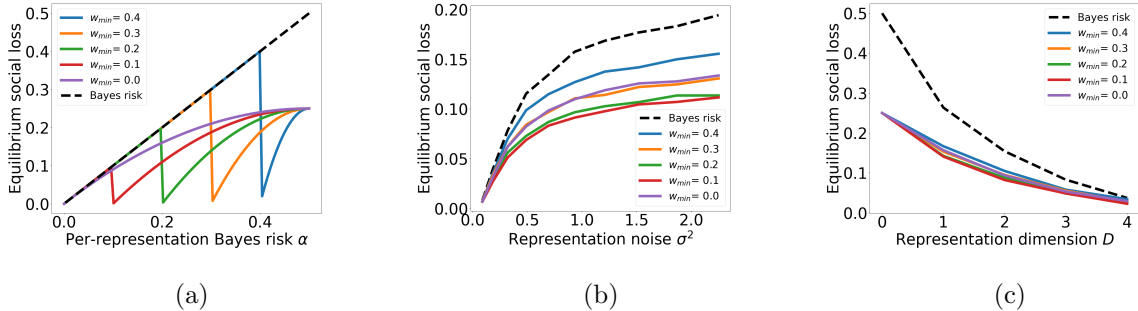 Equilibrium social loss
0.5
0.4
0.3
0.2
0.1
0.0
w_min = 0.4
w_min = 0.3
w_min = 0.2
w_min = 0.1
w_min = 0.0
Bayes risk
0.0 0.2 0.4
Per-representation Bayes risk α
(a)
Equilibrium social loss
0.20
0.15
0.10
0.05
0.00
Bayes risk
w_min = 0.4
w_min = 0.3
w_min = 0.2
w_min = 0.1
w_min = 0.0
0.0 0.5 1.0 1.5 2.0
Representation noise σ²
(b)
Equilibrium social loss
0.5
0.4
0.3
0.2
0.1
0.0
Bayes risk
w_min = 0.4
w_min = 0.3
w_min = 0.2
w_min = 0.1
w_min = 0.0
0 1 2 3 4
Representation dimension D
(c)